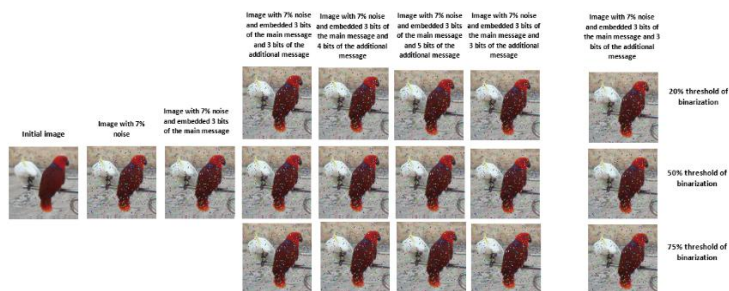 Image with 7% noise
and embedded 3 bits
of the main message
and 3 bits of the
additional message
Image with 7% noise
and embedded 3 bits of
the main message and
4 bits of the additional
message
Image with 7% noise
and embedded 3 bits of
the main message
and 5 bits of the
additional message
Image with 7% noise
and embedded 3 bits of
the main message and
3 bits of the additional
message
Image with 7% noise
and embedded 3 bits of
the main message and 3
bits of the additional
message
20% threshold of
binarization
Initial image
Image with 7%
noise
Image with 7% noise
and embedded 3 bits
of the main message
50% threshold of
binarization
75% threshold of
binarization